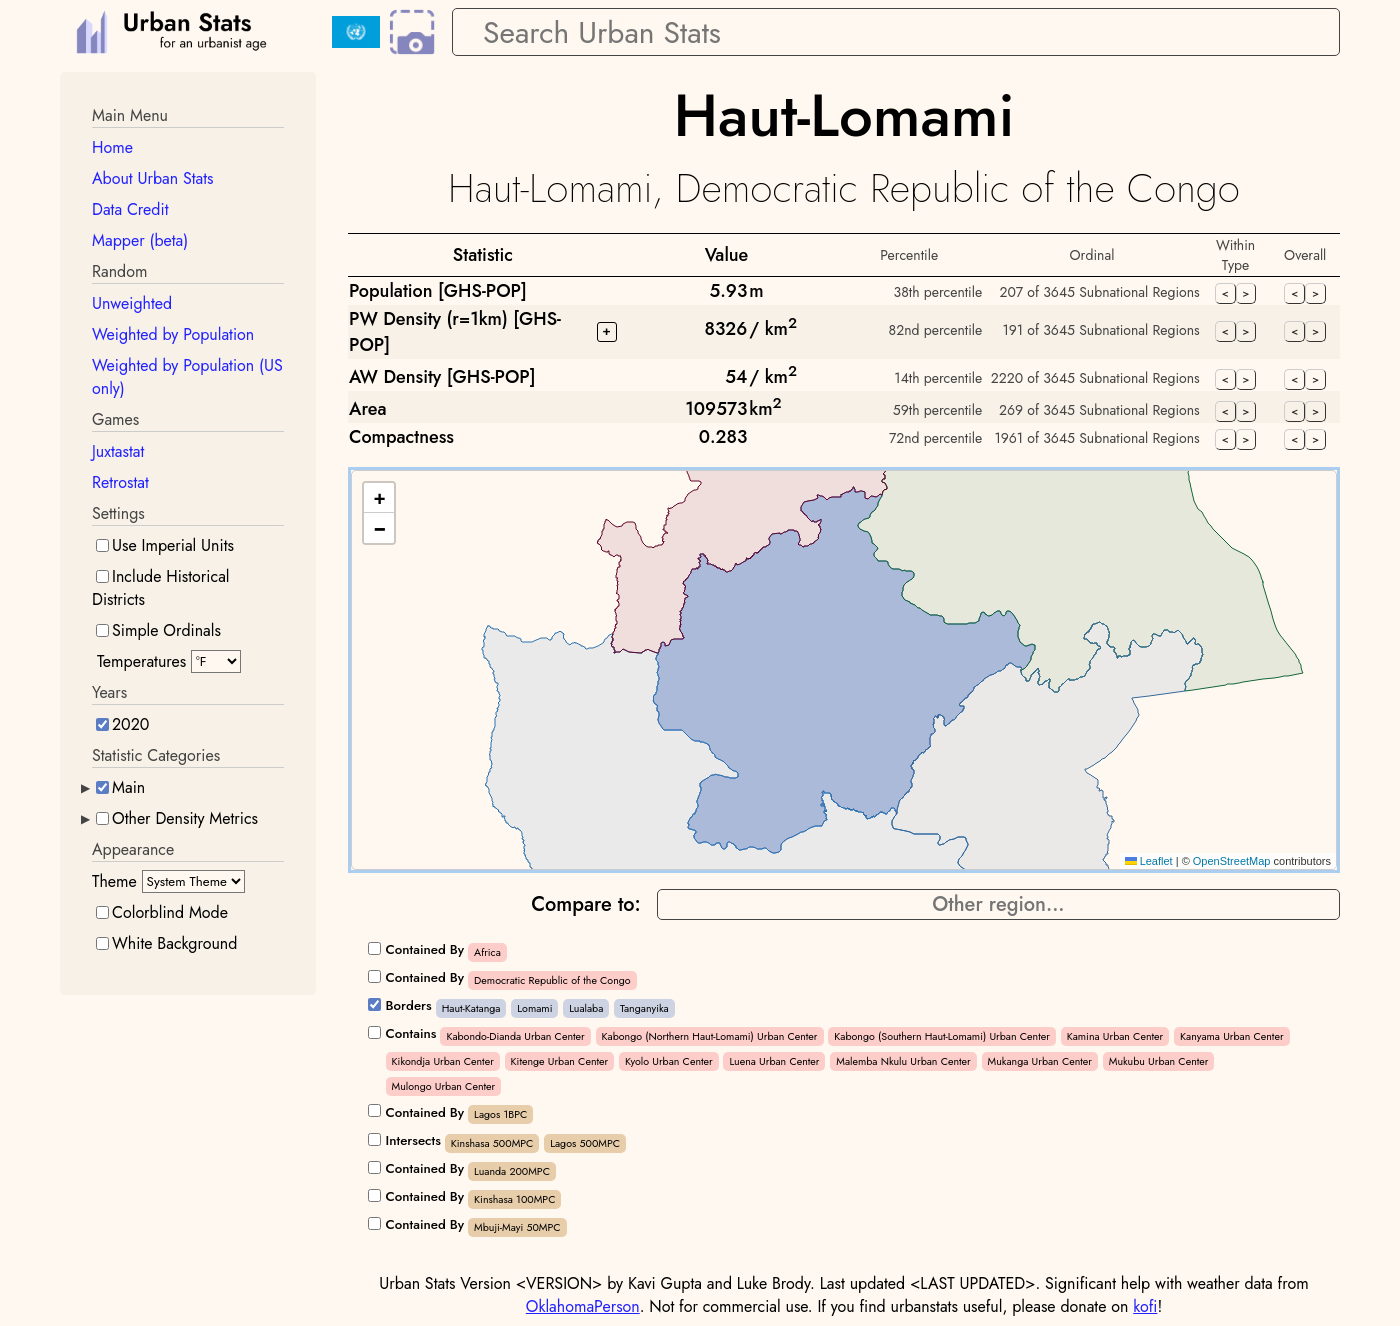 Urban Stats
for an urbanist age
Search Urban Stats
Main Menu
Home
About Urban Stats
Data Credit
Mapper (beta)
Random
Unweighted
Weighted by Population
Weighted by Population (US
only)
Games
Juxtastat
Retrostat
Settings
Use Imperial Units
Include Historical
Districts
Simple Ordinals
Temperatures °F
Years
2020
Statistic Categories
Main
Other Density Metrics
Appearance
Theme System Theme
Colorblind Mode
White Background
Haut-Lomami
Haut-Lomami, Democratic Republic of the Congo
Statistic Value Percentile Ordinal Within Type Overall
Population [GHS-POP] 5.93m 38th percentile 207 of 3645 Subnational Regions < > < >
PW Density (r=1km) [GHS-
POP] + 8326/ km² 82nd percentile 191 of 3645 Subnational Regions < > < >
AW Density [GHS-POP] 54/ km² 14th percentile 2220 of 3645 Subnational Regions < > < >
Area 109573km² 59th percentile 269 of 3645 Subnational Regions < > < >
Compactness 0.283 72nd percentile 1961 of 3645 Subnational Regions < > < >
+
−
Leaflet | © OpenStreetMap contributors
Compare to: Other region...
Contained By Africa
Contained By Democratic Republic of the Congo
Borders Haut-Katanga Lomami Lualaba Tanganyika
Contains Kabondo-Dianda Urban Center Kabongo (Northern Haut-Lomami) Urban Center Kabongo (Southern Haut-Lomami) Urban Center Kamina Urban Center Kanyama Urban Center
Kikondja Urban Center Kitenge Urban Center Kyolo Urban Center Luena Urban Center Malemba Nkulu Urban Center Mukanga Urban Center Mukubu Urban Center
Mulongo Urban Center
Contained By Lagos 1BPC
Intersects Kinshasa 500MPC Lagos 500MPC
Contained By Luanda 200MPC
Contained By Kinshasa 100MPC
Contained By Mbuji-Mayi 50MPC
Urban Stats Version <VERSION> by Kavi Gupta and Luke Brody. Last updated <LAST UPDATED>. Significant help with weather data from
OklahomaPerson. Not for commercial use. If you find urbanstats useful, please donate on kofi!